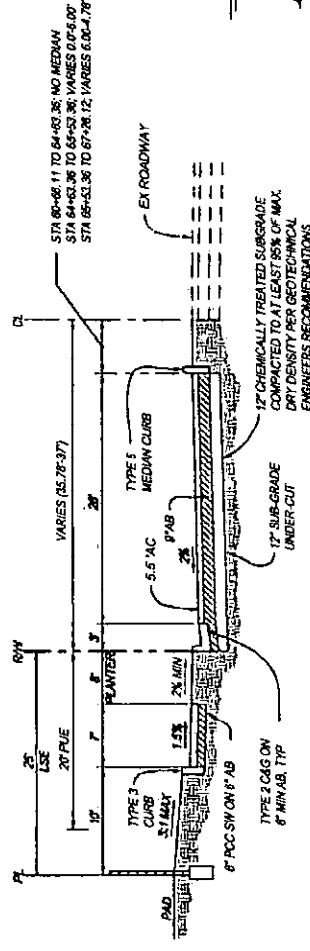 STA 60+66.11 TO 64+63.36; NO MEDIAN
STA 64+63.36 TO 65+53.36; VARIES 0.0'-6.00'
STA 65+53.36 TO 67+28.12; VARIES 6.00-4.78'
PL
R/W
CL
25'
LSE
20' PUE
VARIES (35.78'-37')
10'
7'
8'
PLANTER
3'
26'
EX ROADWAY
TYPE 3
CURB
3:1 MAX
1.5%
2% MIN
5.5"AC
9"AB
2%
TYPE 5
MEDIAN CURB
PAD
6" PCC SW ON 6" AB
TYPE 2 C&G ON
6" MIN AB, TYP
12" SUB-GRADE
UNDER-CUT
12" CHEMICALLY TREATED SUBGRADE
COMPACTED TO AT LEAST 95% OF MAX.
DRY DENSITY PER GEOTECHNICAL
ENGINEERS RECOMMENDATIONS